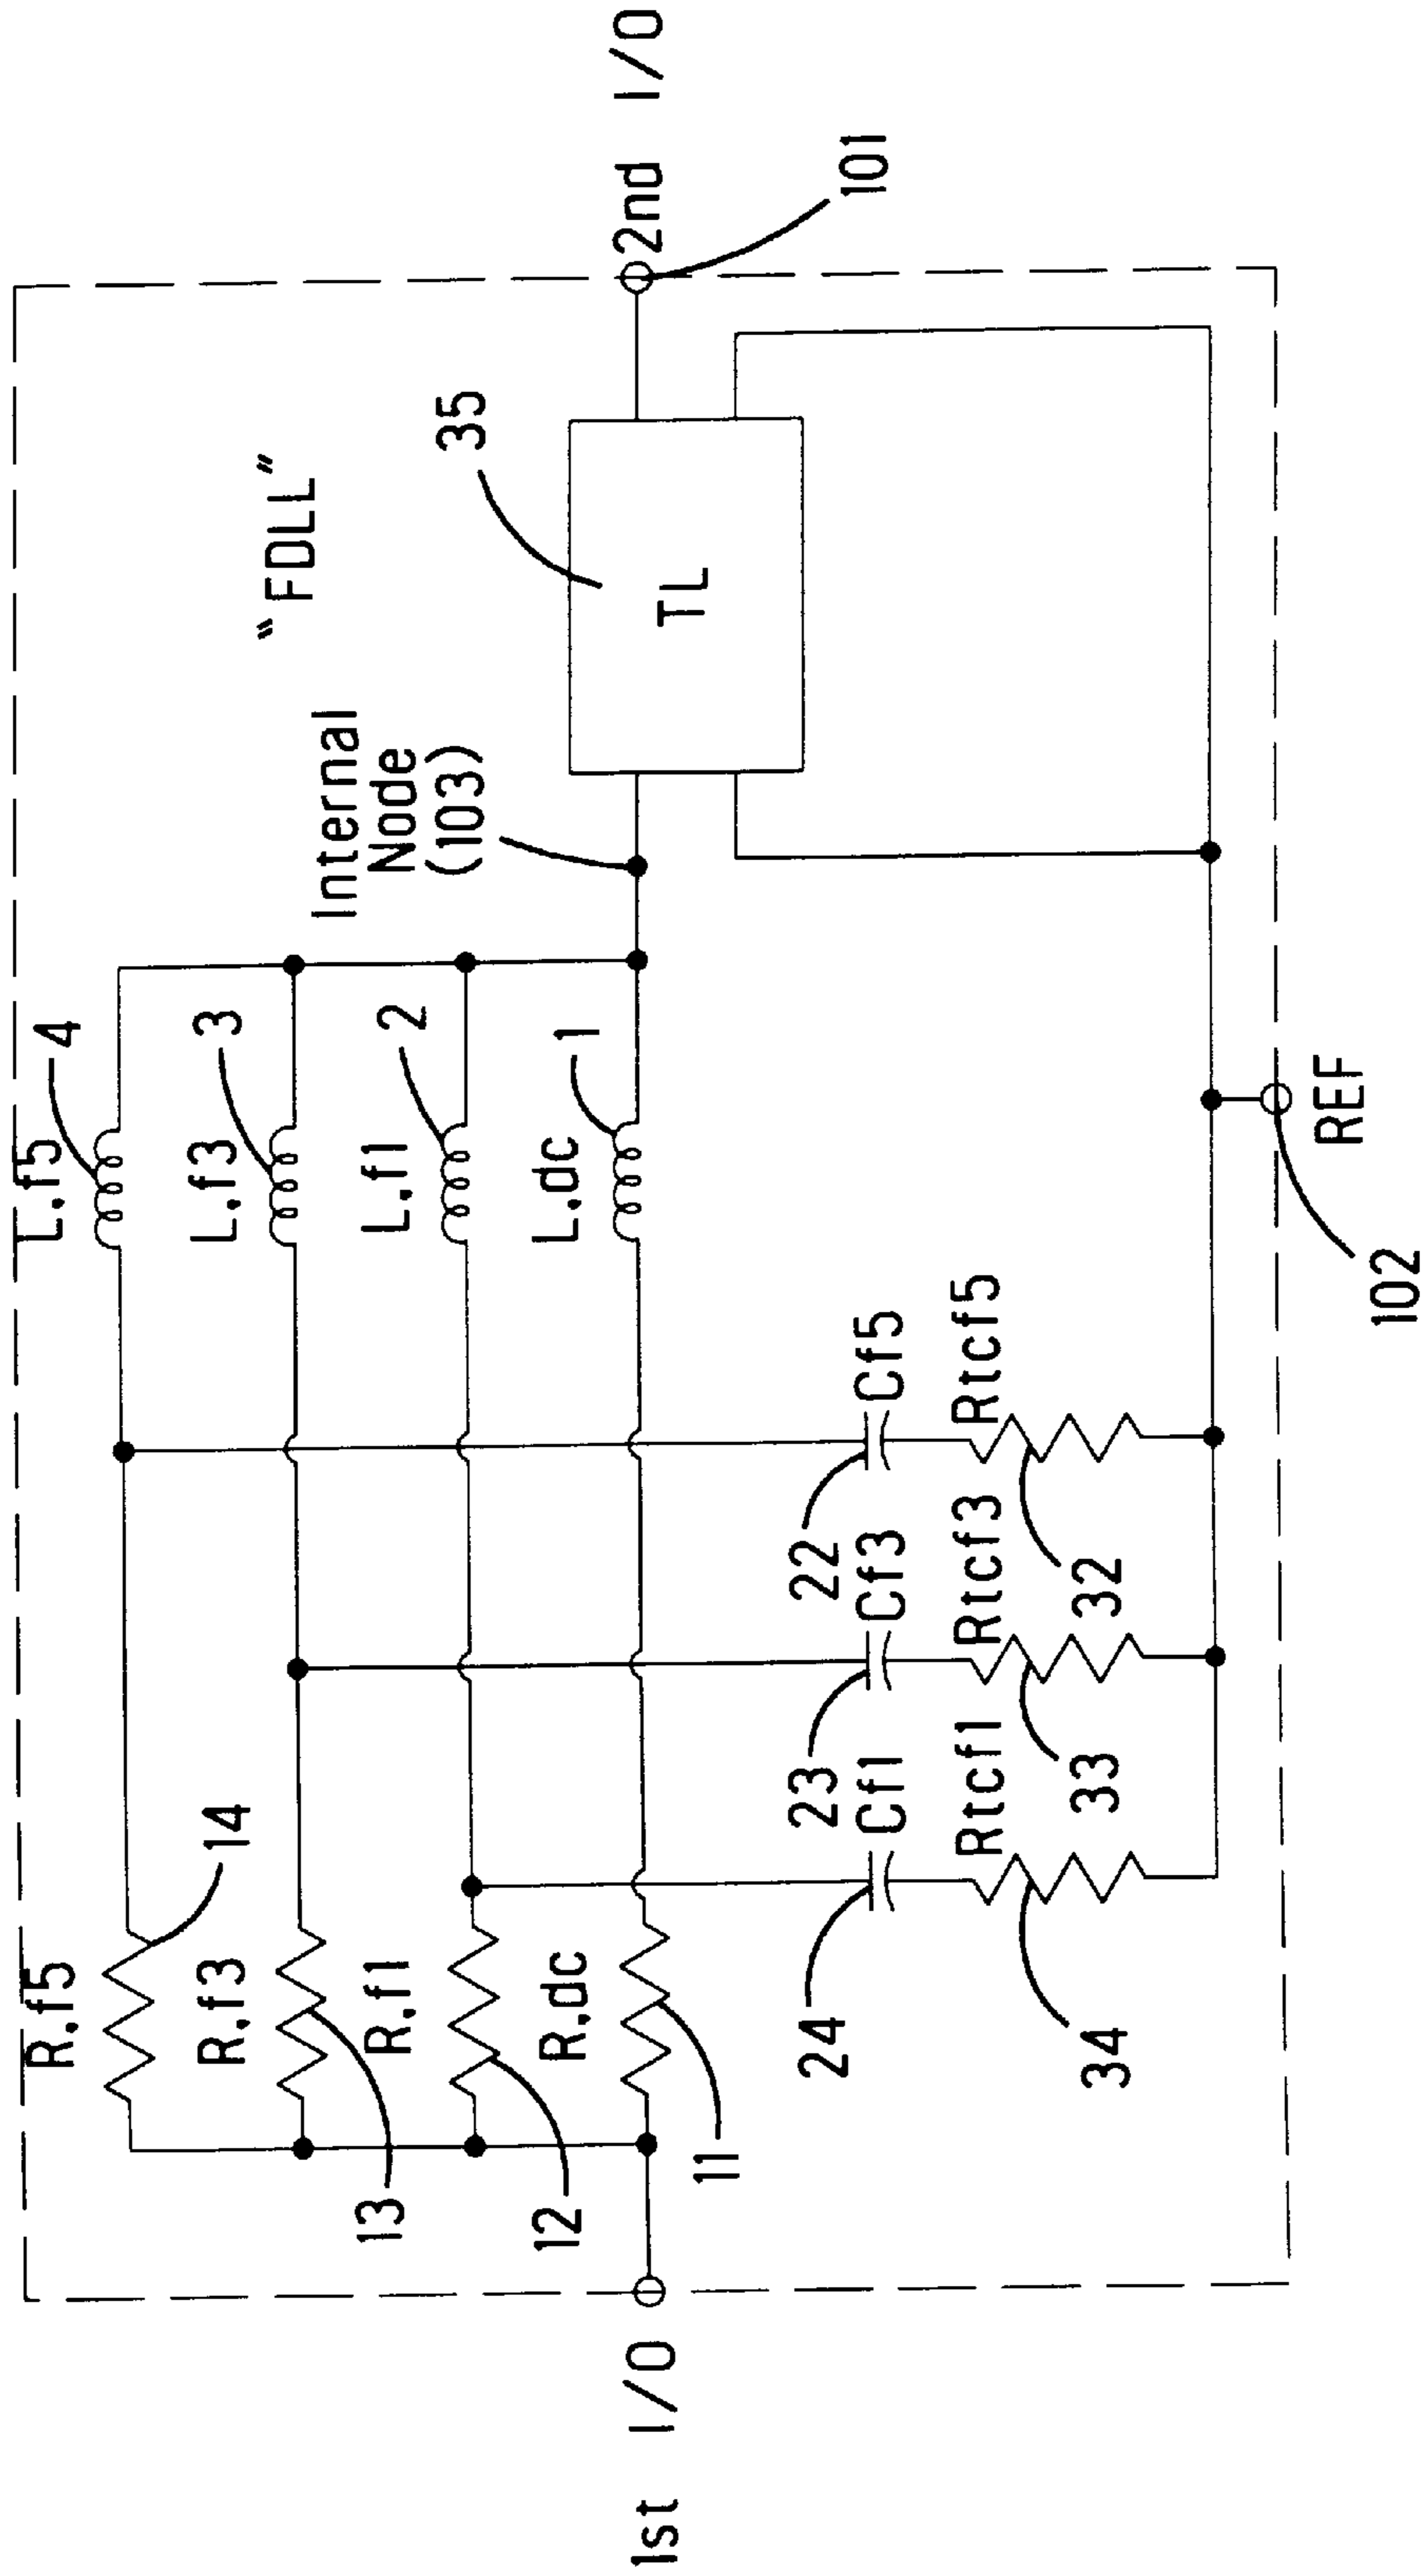 L,f5
4
L,f3
3
L,f1
2
L,dc
1
R,f5
14
R,f3
13
R,f1
12
R,dc
11
"FDLL"
Internal
Node
(103)
35
TL
1st I/O
2nd I/O
101
24
Cf1
23
Cf3
22
Cf5
Rtcf1
34
Rtcf3
33
Rtcf5
32
REF
102